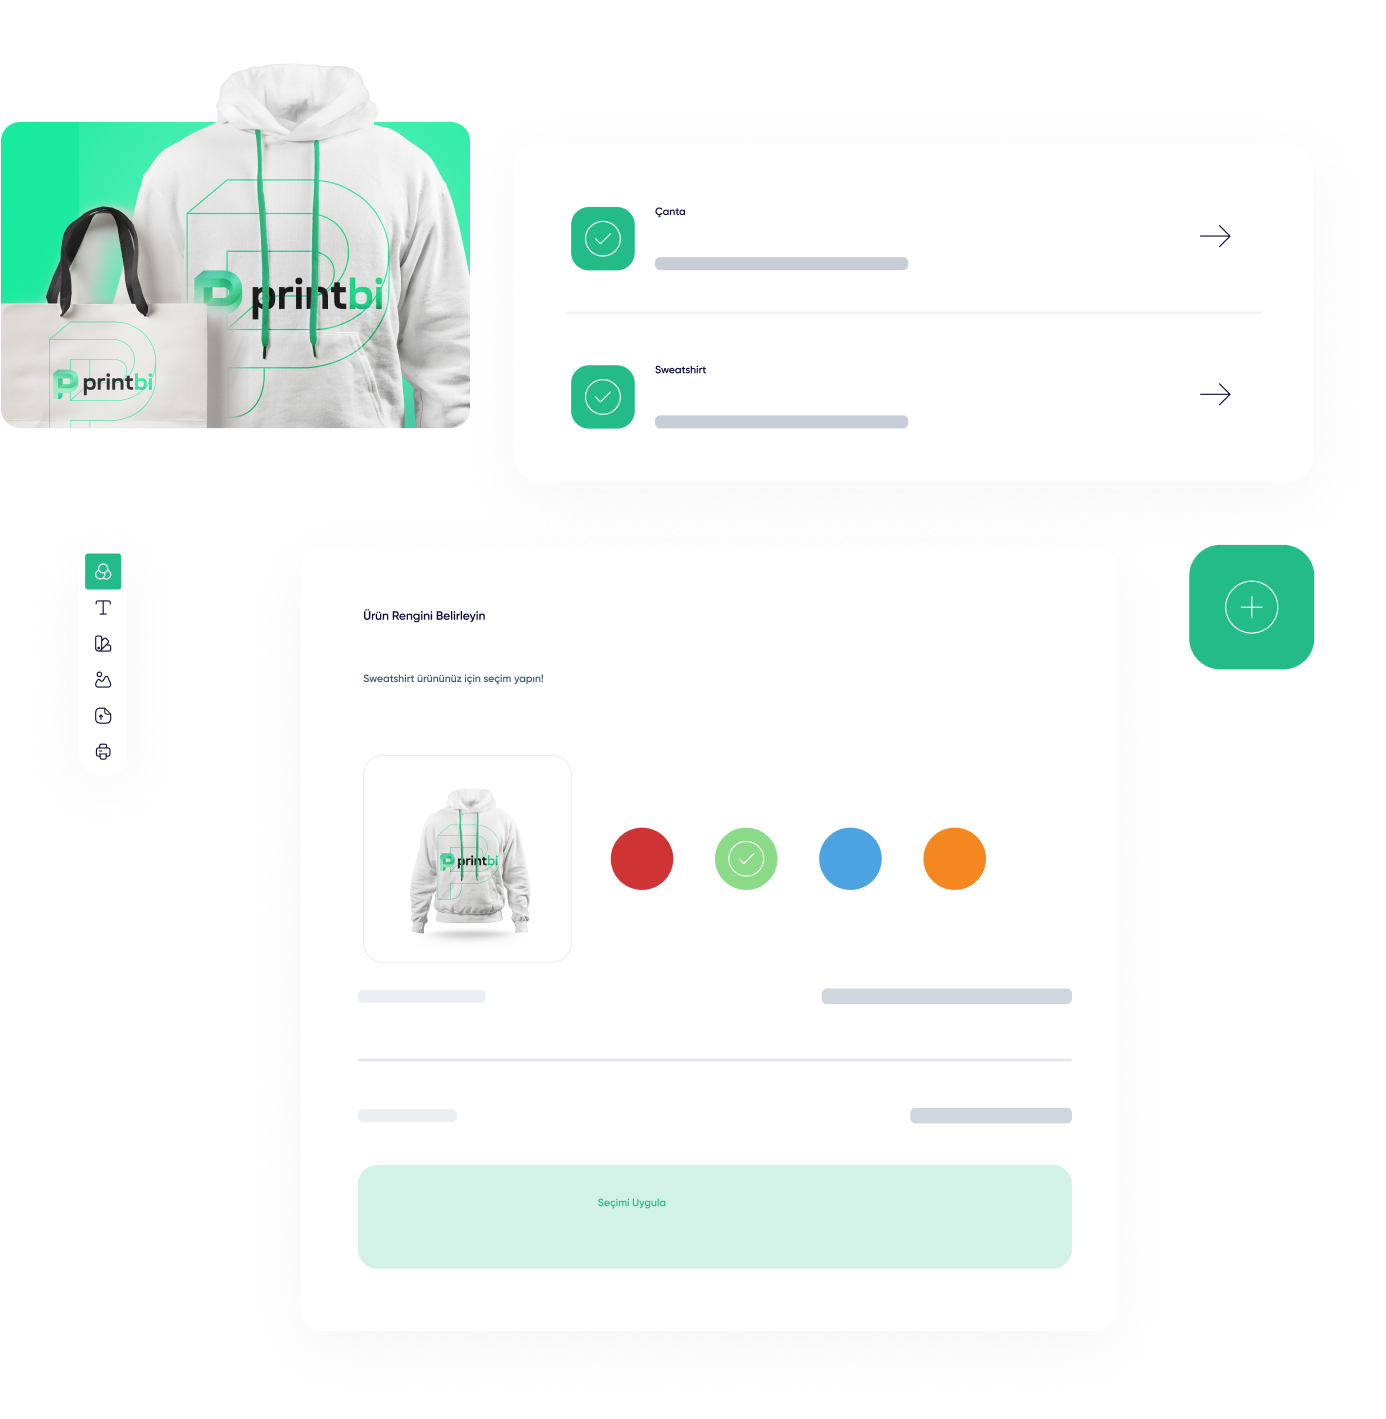 printbi
printbi
Çanta
Sweatshirt
Ürün Rengini Belirleyin
Sweatshirt ürününüz için seçim yapın!
printbi
Seçimi Uygula